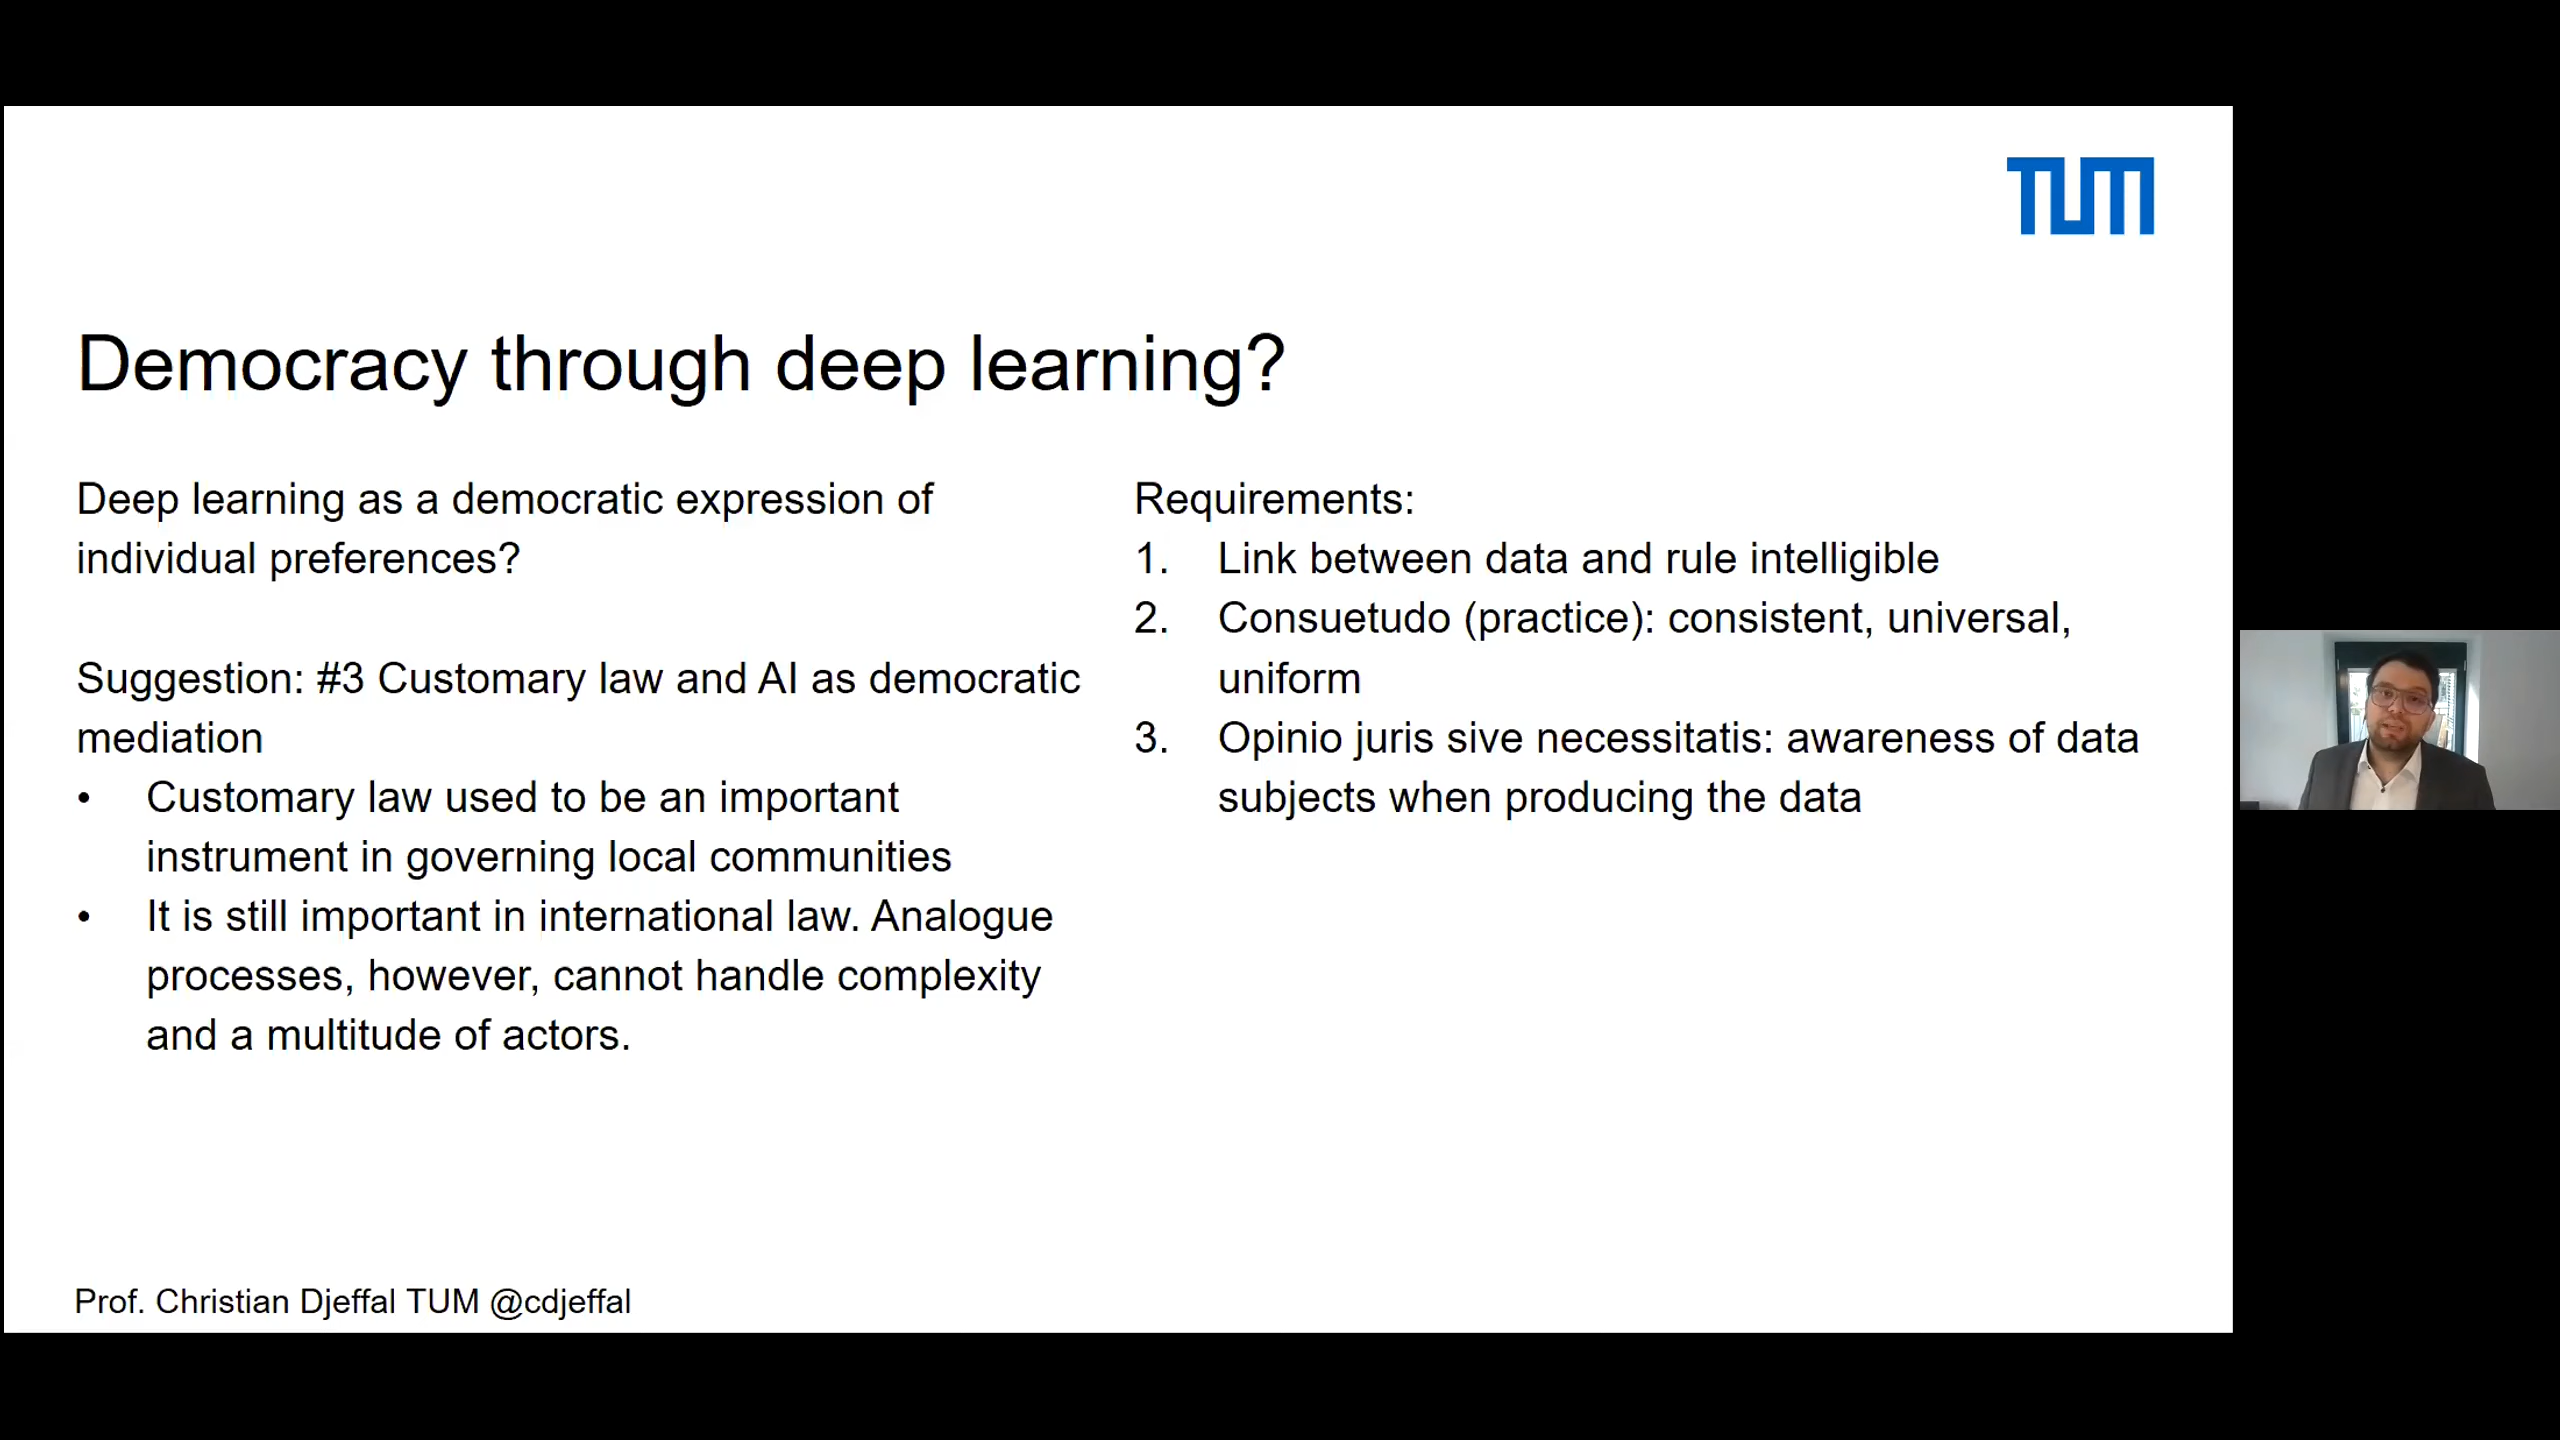 TUM
Democracy through deep learning?
Deep learning as a democratic expression of
individual preferences?
Suggestion: #3 Customary law and AI as democratic
mediation
• Customary law used to be an important
instrument in governing local communities
• It is still important in international law. Analogue
processes, however, cannot handle complexity
and a multitude of actors.
Requirements:
1. Link between data and rule intelligible
2. Consuetudo (practice): consistent, universal,
uniform
3. Opinio juris sive necessitatis: awareness of data
subjects when producing the data
Prof. Christian Djeffal TUM @cdjeffal